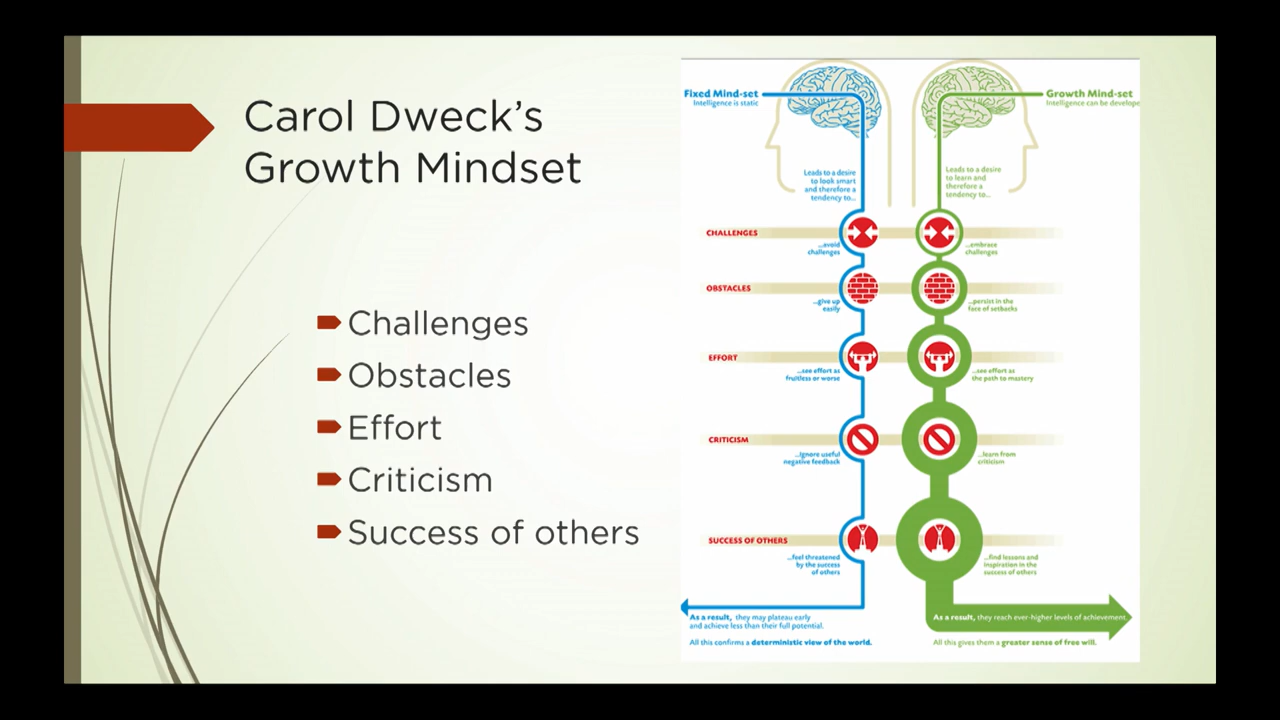 Carol Dweck's
Growth Mindset
Challenges
Obstacles
Effort
Criticism
Success of others
Fixed Mind-set
Intelligence is static
Growth Mind-set
Intelligence can be develope
Leads to a desire
to look smart
and therefore a
tendency to...
Leads to a desire
to learn and
therefore a
tendency to...
CHALLENGES
...avoid
challenges
...embrace
challenges
OBSTACLES
...give up
easily
...persist in the
face of setbacks
EFFORT
...see effort as
fruitless or worse
...see effort as
the path to mastery
CRITICISM
...ignore useful
negative feedback
...learn from
criticism
SUCCESS OF OTHERS
...feel threatened
by the success
of others
...find lessons and
inspiration in the
success of others
As a result, they may plateau early
and achieve less than their full potential.
All this confirms a deterministic view of the world.
As a result, they reach ever-higher levels of achievement.
All this gives them a greater sense of free will.